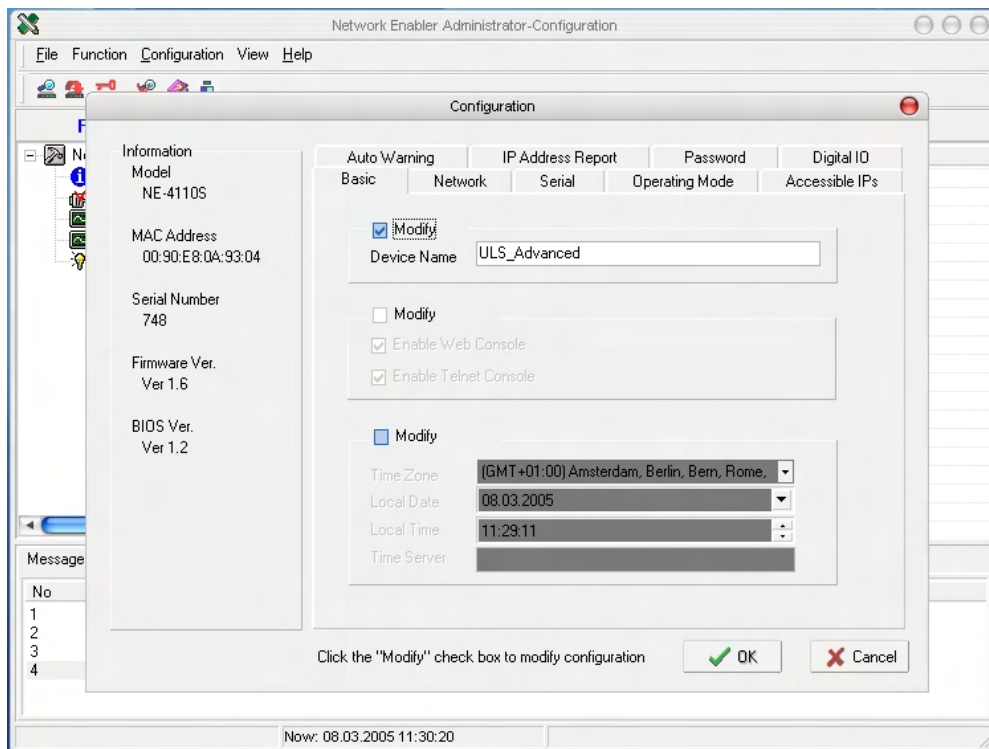 Network Enabler Administrator-Configuration
File Function Configuration View Help
Configuration
Information
Model
NE-4110S
MAC Address
00:90:E8:0A:93:04
Serial Number
748
Firmware Ver.
Ver 1.6
BIOS Ver.
Ver 1.2
Auto Warning IP Address Report Password Digital IO
Basic Network Serial Operating Mode Accessible IPs
Modify
Device Name ULS_Advanced
Modify
Enable Web Console
Enable Telnet Console
Modify
Time Zone (GMT+01:00) Amsterdam, Berlin, Bern, Rome,
Local Date 08.03.2005
Local Time 11:29:11
Time Server
Click the "Modify" check box to modify configuration OK Cancel
Message
No
1
2
3
4
Now: 08.03.2005 11:30:20